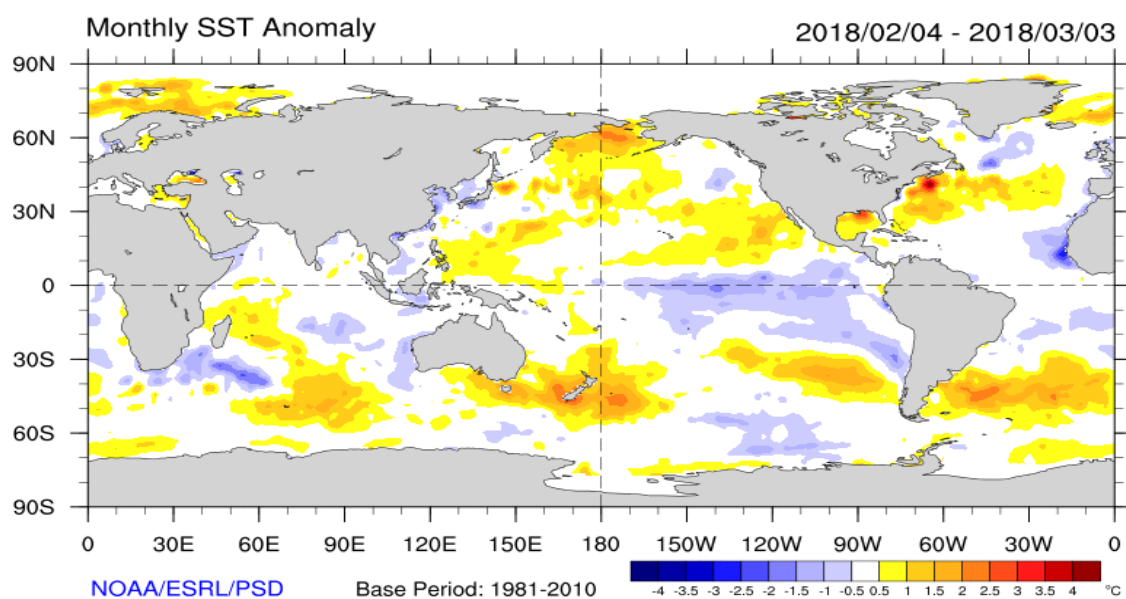 Monthly SST Anomaly 2018/02/04 - 2018/03/03
90N
60N
30N
0
30S
60S
90S
0 30E 60E 90E 120E 150E 180 150W 120W 90W 60W 30W 0
NOAA/ESRL/PSD Base Period: 1981-2010
-4 -3.5 -3 -2.5 -2 -1.5 -1 -0.5 0.5 1 1.5 2 2.5 3 3.5 4 °C